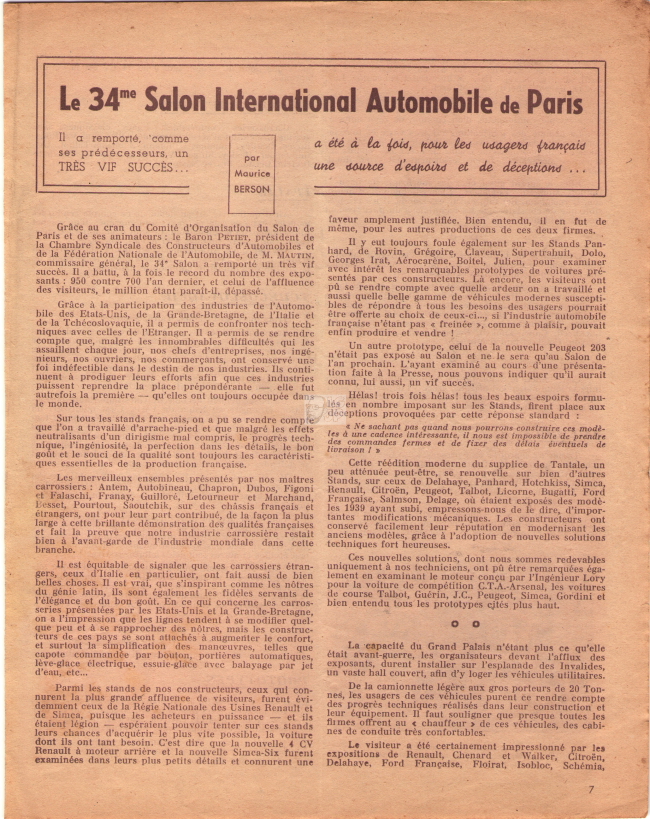 Le 34me Salon International Automobile de Paris
Il a remporté, comme
ses prédécesseurs, un
TRÈS VIF SUCCÈS...
par
Maurice
BERSON
a été à la fois, pour les usagers français
une source d'espoirs et de déceptions ...
Grâce au cran du Comité d'Organisation du Salon de
Paris et de ses animateurs : le Baron PETIET, président de
la Chambre Syndicale des Constructeurs d'Automobiles et
de la Fédération Nationale de l'Automobile, de M. MAUTIN,
commissaire général, le 34e Salon a remporté un très vif
succès. Il a battu, à la fois le record du nombre des expo-
sants : 950 contre 700 l'an dernier, et celui de l'affluence
des visiteurs, le million étant paraît-il, dépassé.
Grâce à la participation des industries de l'Automo-
bile des Etats-Unis, de la Grande-Bretagne, de l'Italie et
de la Tchécoslovaquie, il a permis de confronter nos tech-
niques avec celles de l'Etranger. Il a permis de se rendre
compte que, malgré les innombrables difficultés qui les
assaillent chaque jour, nos chefs d'entreprises, nos ingé-
nieurs, nos ouvriers, nos commerçants, ont conservé une
foi indéfectible dans le destin de nos industries. Ils conti-
nuent à prodiguer leurs efforts afin que ces industries
puissent reprendre la place prépondérante — elle fut
autrefois la première — qu'elles ont toujours occupée dans
le monde.
Sur tous les stands français, on a pu se rendre compte
que l'on a travaillé d'arrache-pied et que malgré les effets
neutralisants d'un dirigisme mal compris, le progrès tech-
nique, l'ingéniosité, la perfection dans les détails, le bon
goût et le souci de la qualité sont toujours les caractéris-
tiques essentielles de la production française.
Les merveilleux ensembles présentés par nos maîtres
carrossiers : Antem, Autobineau, Chapron, Dubos, Figoni
et Falaschi, Franay, Guilloré, Letourneur et Marchand,
Besset, Pourtout, Saoutchik, sur des châssis français et
étrangers, ont pour leur part contribué, de la façon la plus
large à cette brillante démonstration des qualités françaises
et fait la preuve que notre industrie carrossière restait
bien à l'avant-garde de l'industrie mondiale dans cette
branche.
Il est équitable de signaler que les carrossiers étran-
gers, ceux d'Italie en particulier, ont fait aussi de bien
belles choses. Il est vrai, que s'inspirant comme les nôtres
du génie latin, ils sont également les fidèles servants de
l'élégance et du bon goût. En ce qui concerne les carros-
series présentées par les Etats-Unis et la Grande-Bretagne,
on a l'impression que les lignes tendent à se modifier quel-
que peu et à se rapprocher des nôtres, mais les construc-
teurs de ces pays se sont attachés à augmenter le confort,
et surtout la simplification des manœuvres, telles que
capote commandée par bouton, portières automatiques,
lève-glace électrique, essuie-glace avec balayage par jet
d'eau, etc...
Parmi les stands de nos constructeurs, ceux qui con-
nurent la plus grande affluence de visiteurs, furent évi-
demment ceux de la Régie Nationale des Usines Renault et
de Simca, puisque les acheteurs en puissance — et ils
étaient légion — espéraient pouvoir tenter sur ces stands
leurs chances d'acquérir le plus vite possible, la voiture
dont ils ont tant besoin. C'est dire que la nouvelle 4 CV
Renault à moteur arrière et la nouvelle Simca-Six furent
examinées dans leurs plus petits détails et connurent une
faveur amplement justifiée. Bien entendu, il en fut de
même, pour les autres productions de ces deux firmes.
Il y eut toujours foule également sur les Stands Pan-
hard, de Rovin, Grégoire, Claveau, Supertrahuit, Dolo,
Georges Irat, Aérocarène, Boitel, Julien, pour examiner
avec intérêt les remarquables prototypes de voitures pré-
sentés par ces constructeurs. Là encore, les visiteurs ont
pû se rendre compte avec quelle ardeur on a travaillé et
aussi quelle belle gamme de véhicules modernes suscepti-
bles de répondre à tous les besoins des usagers pourrait
être offerte au choix de ceux-ci..., si l'industrie automobile
française n'était pas « freinée », comme à plaisir, pouvait
enfin produire et vendre !
Un autre prototype, celui de la nouvelle Peugeot 203
n'était pas exposé au Salon et ne le sera qu'au Salon de
l'an prochain. L'ayant examiné au cours d'une présenta-
tion faite à la Presse, nous pouvons indiquer qu'il aurait
connu, lui aussi, un vif succès.
Hélas! trois fois hélas! tous les beaux espoirs formu-
lés en nombre imposant sur les Stands, firent place aux
déceptions provoquées par cette réponse standard :
« Ne sachant pas quand nous pourrons construire ces modè-
les à une cadence intéressante, il nous est impossible de prendre
des commandes fermes et de fixer des délais éventuels de
livraison ! »
Cette réédition moderne du supplice de Tantale, un
peu atténuée peut-être, se renouvelle sur bien d'autres
Stands, sur ceux de Delahaye, Panhard, Hotchkiss, Simca,
Renault, Citroën, Peugeot, Talbot, Licorne, Bugatti, Ford
Française, Salmson, Delage, où étaient exposés des modè-
les 1939 ayant subi, empressons-nous de le dire, d'impor-
tantes modifications mécaniques. Les constructeurs ont
conservé facilement leur réputation en modernisant les
anciens modèles, grâce à l'adoption de nouvelles solutions
techniques fort heureuses.
Ces nouvelles solutions, dont nous sommes redevables
uniquement à nos techniciens, ont pû être remarquées éga-
lement en examinant le moteur conçu par l'Ingénieur Lory
pour la voiture de compétition C.T.A.-Arsenal, les voitures
de course Talbot, Guérin, J.C., Peugeot, Simca, Gordini et
bien entendu tous les prototypes cités plus haut.
La capacité du Grand Palais n'étant plus ce qu'elle
était avant-guerre, les organisateurs devant l'afflux des
exposants, durent installer sur l'esplanade des Invalides,
un vaste hall couvert, afin d'y loger les véhicules utilitaires.
De la camionnette légère aux gros porteurs de 20 Ton-
nes, les usagers de ces véhicules purent ce rendre compte
des progrès techniques réalisés dans leur construction et
leur équipement. Il faut souligner que presque toutes les
firmes offrent au « chauffeur » de ces véhicules, des cabi-
nes de conduite très confortables.
Le visiteur a été certainement impressionné par les
expositions de Renault, Chenard et Walker, Citroën,
Delahaye, Ford Française, Floirat, Isobloc, Schémia,
7